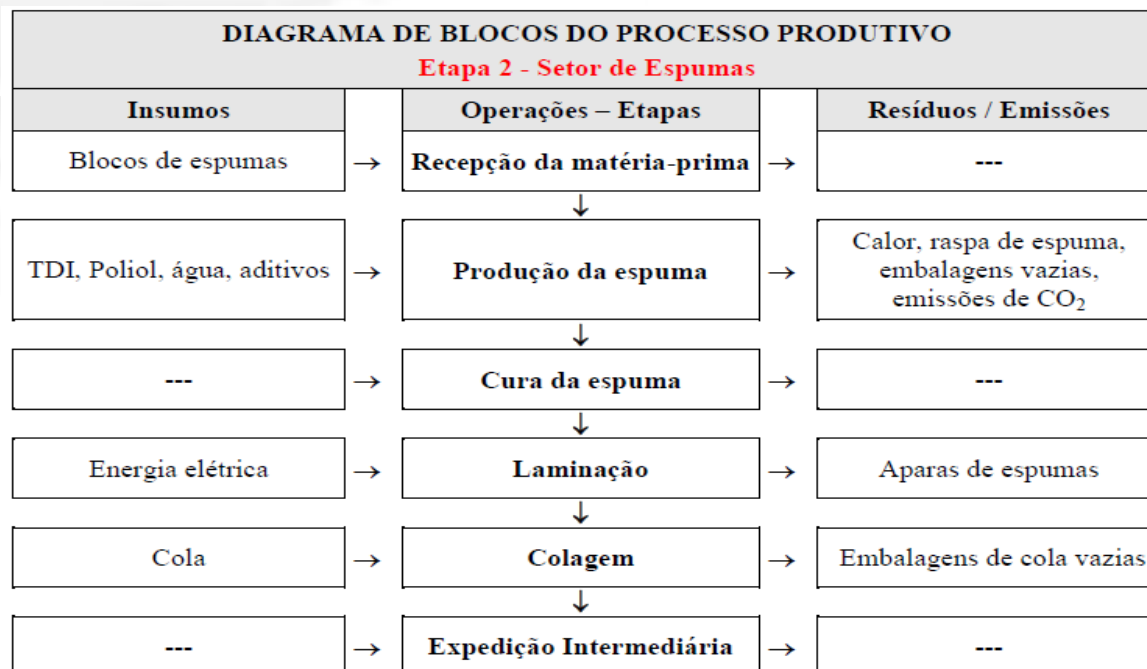 DIAGRAMA DE BLOCOS DO PROCESSO PRODUTIVO
Etapa 2 - Setor de Espumas
Insumos Operações – Etapas Resíduos / Emissões
Blocos de espumas → Recepção da matéria-prima → ---
↓
TDI, Poliol, água, aditivos → Produção da espuma → Calor, raspa de espuma,
embalagens vazias,
emissões de CO₂
↓
--- → Cura da espuma → ---
↓
Energia elétrica → Laminação → Aparas de espumas
↓
Cola → Colagem → Embalagens de cola vazias
↓
--- → Expedição Intermediária → ---